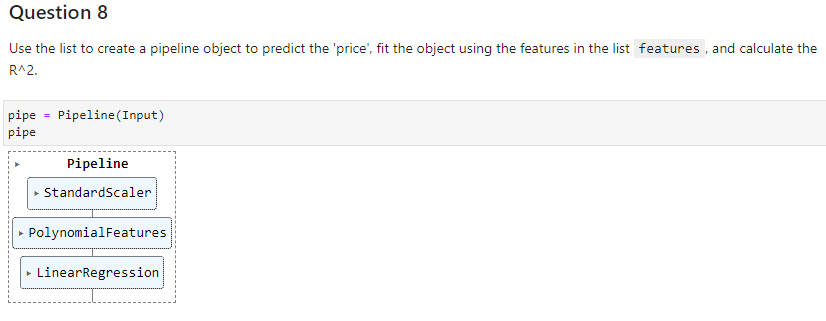 Question 8
Use the list to create a pipeline object to predict the 'price', fit the object using the features in the list features , and calculate the
R^2.
pipe = Pipeline(Input)
pipe
Pipeline
StandardScaler
PolynomialFeatures
LinearRegression